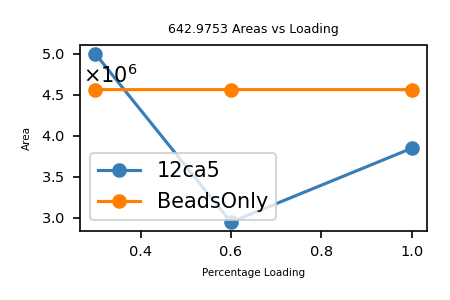 642.9753 Areas vs Loading
×10⁶
5.0
4.5
4.0
3.5
3.0
Area
12ca5
BeadsOnly
0.4 0.6 0.8 1.0
Percentage Loading